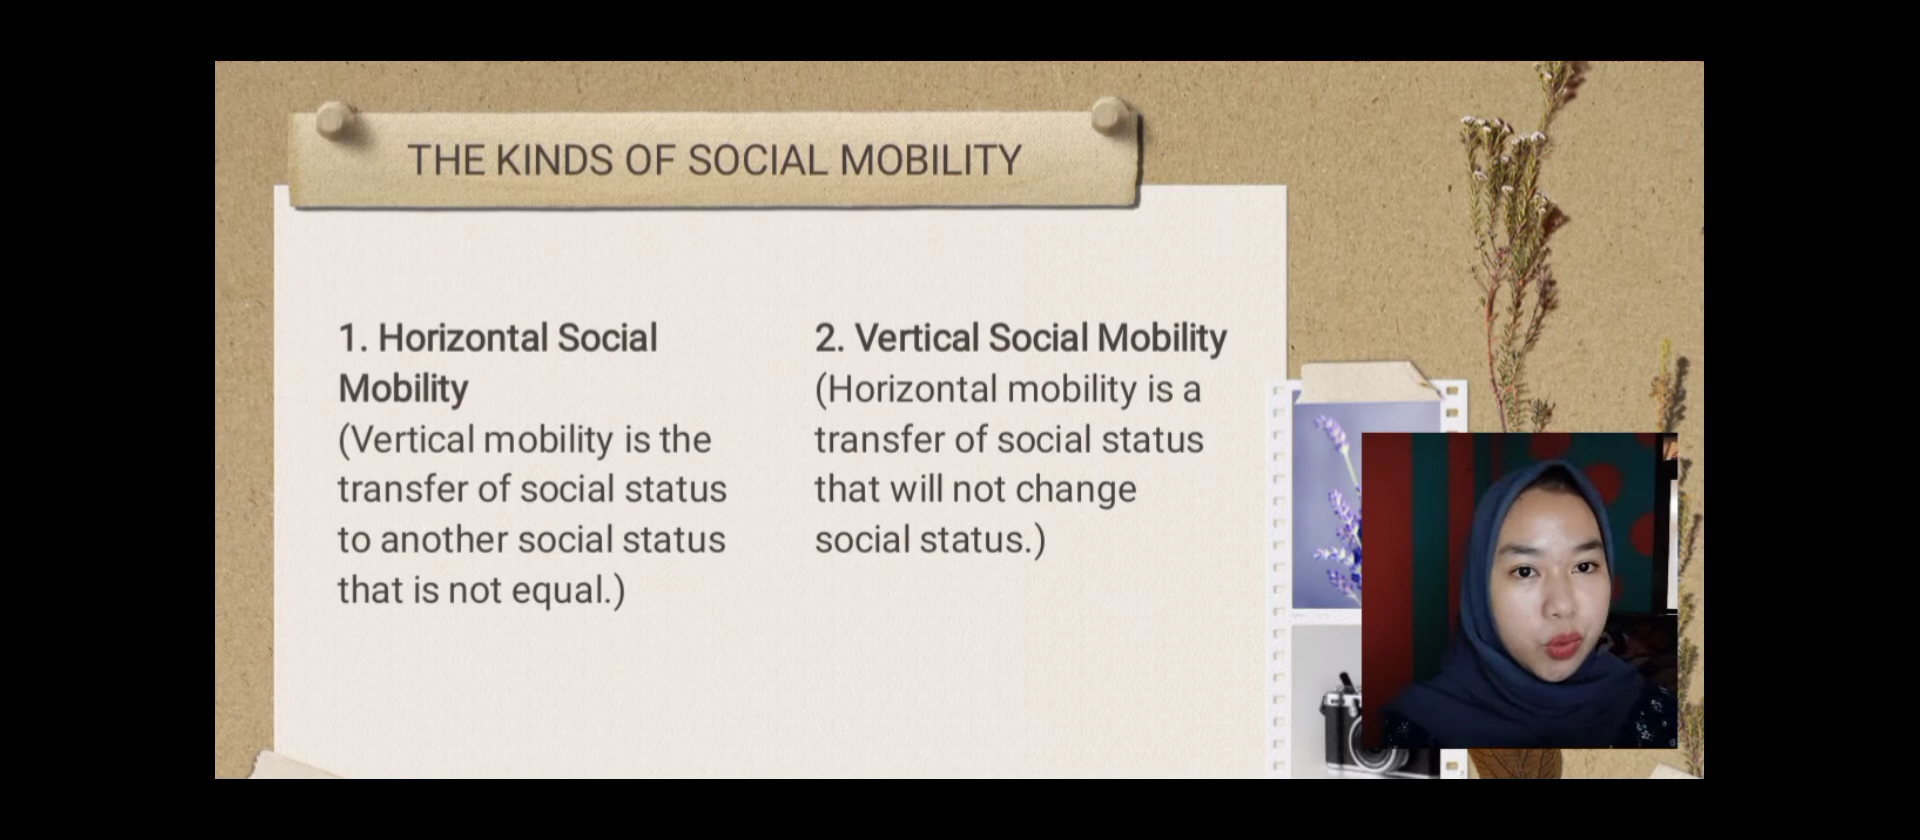 THE KINDS OF SOCIAL MOBILITY
1. Horizontal Social
Mobility
(Vertical mobility is the
transfer of social status
to another social status
that is not equal.)
2. Vertical Social Mobility
(Horizontal mobility is a
transfer of social status
that will not change
social status.)